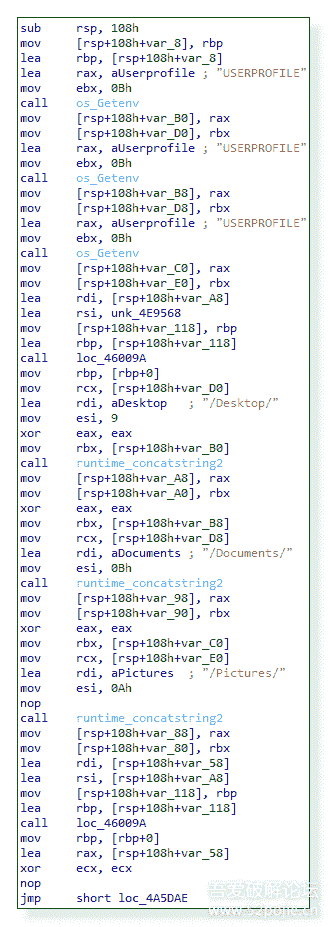 sub rsp, 108h
mov [rsp+108h+var_8], rbp
lea rbp, [rsp+108h+var_8]
lea rax, aUserprofile ; "USERPROFILE"
mov ebx, 0Bh
call os_Getenv
mov [rsp+108h+var_B0], rax
mov [rsp+108h+var_D0], rbx
lea rax, aUserprofile ; "USERPROFILE"
mov ebx, 0Bh
call os_Getenv
mov [rsp+108h+var_B8], rax
mov [rsp+108h+var_D8], rbx
lea rax, aUserprofile ; "USERPROFILE"
mov ebx, 0Bh
call os_Getenv
mov [rsp+108h+var_C0], rax
mov [rsp+108h+var_E0], rbx
lea rdi, [rsp+108h+var_A8]
lea rsi, unk_4E9568
mov [rsp+108h+var_118], rbp
lea rbp, [rsp+108h+var_118]
call loc_46009A
mov rbp, [rbp+0]
mov rcx, [rsp+108h+var_D0]
lea rdi, aDesktop ; "/Desktop/"
mov esi, 9
xor eax, eax
mov rbx, [rsp+108h+var_B0]
call runtime_concatstring2
mov [rsp+108h+var_A8], rax
mov [rsp+108h+var_A0], rbx
xor eax, eax
mov rbx, [rsp+108h+var_B8]
mov rcx, [rsp+108h+var_D8]
lea rdi, aDocuments ; "/Documents/"
mov esi, 0Bh
call runtime_concatstring2
mov [rsp+108h+var_98], rax
mov [rsp+108h+var_90], rbx
xor eax, eax
mov rbx, [rsp+108h+var_C0]
mov rcx, [rsp+108h+var_E0]
lea rdi, aPictures ; "/Pictures/"
mov esi, 0Ah
nop
call runtime_concatstring2
mov [rsp+108h+var_88], rax
mov [rsp+108h+var_80], rbx
lea rdi, [rsp+108h+var_58]
lea rsi, [rsp+108h+var_A8]
mov [rsp+108h+var_118], rbp
lea rbp, [rsp+108h+var_118]
call loc_46009A
mov rbp, [rbp+0]
lea rax, [rsp+108h+var_58]
xor ecx, ecx
nop
jmp short loc_4A5DAE
吾爱破解论坛
www.52pojie.cn